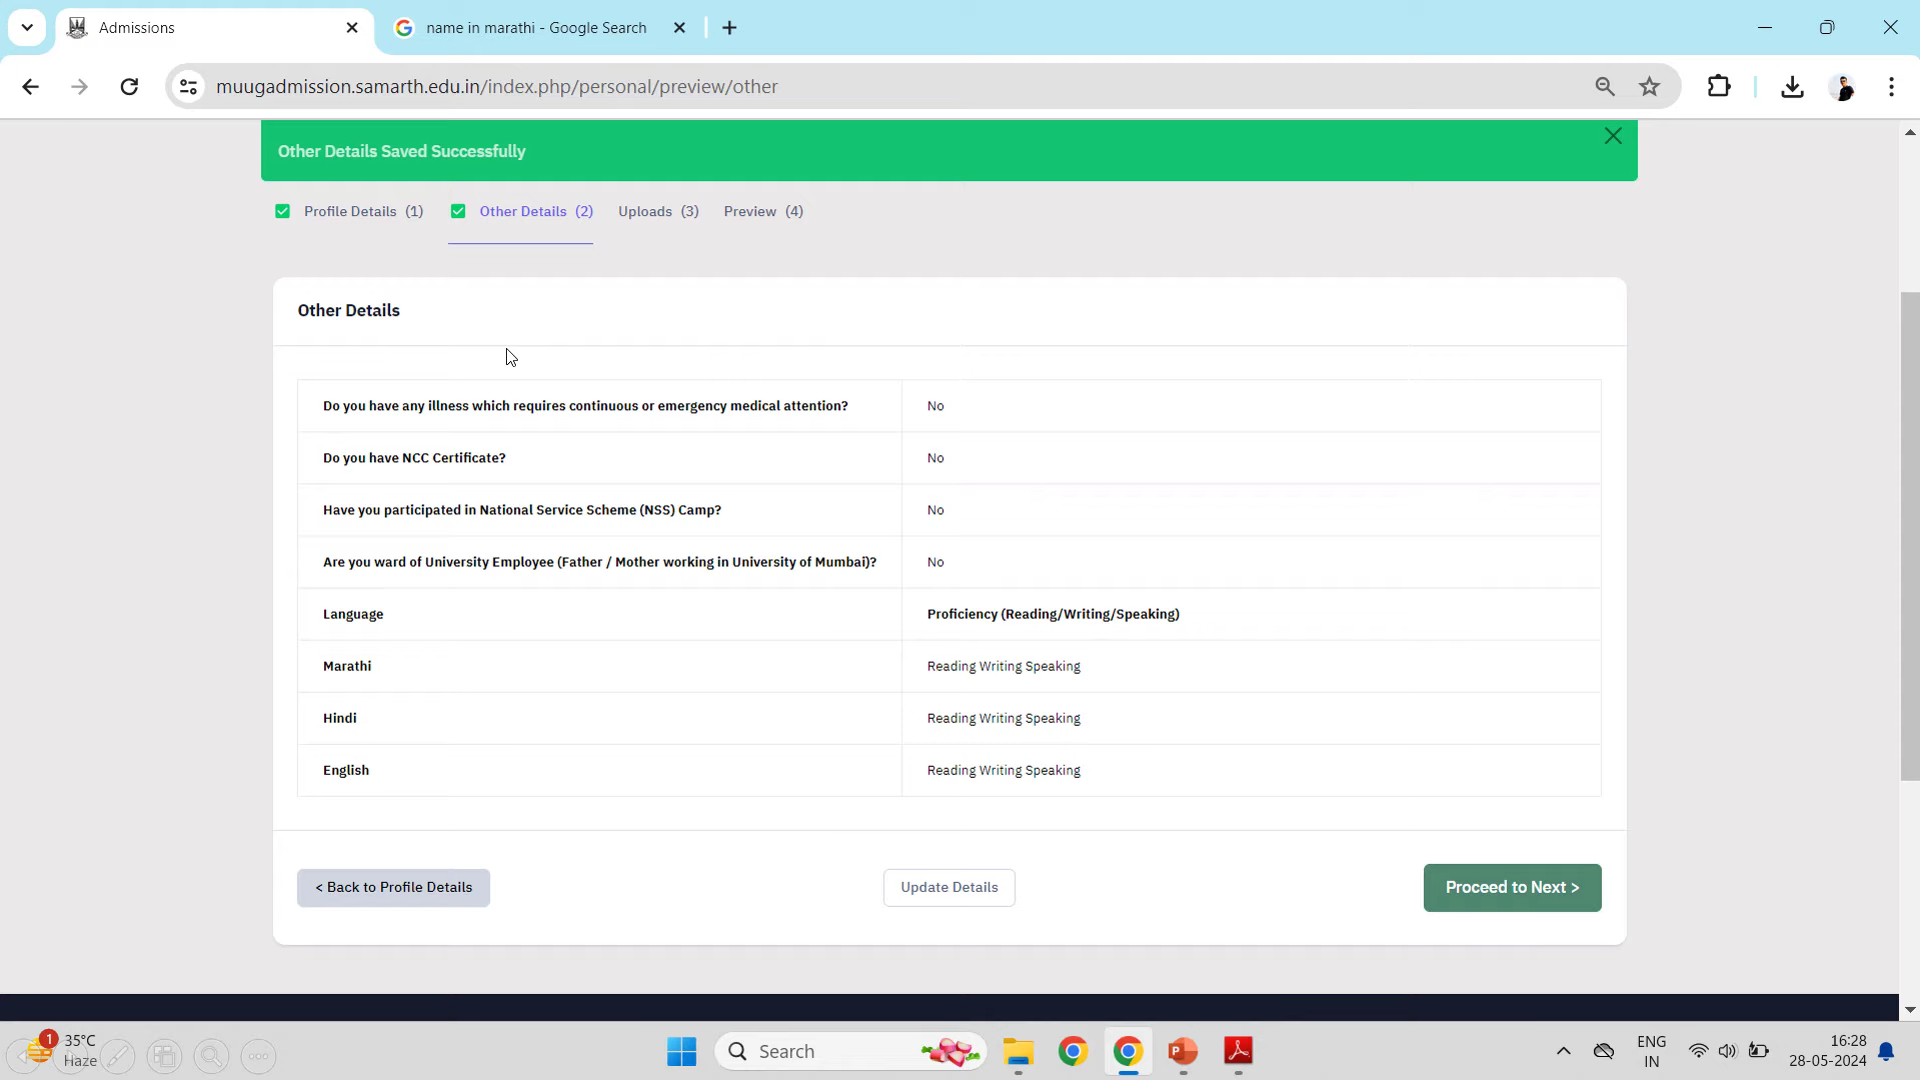 Admissions
name in marathi - Google Search
muugadmission.samarth.edu.in/index.php/personal/preview/other
Other Details Saved Successfully
Profile Details (1)
Other Details (2)
Uploads (3)
Preview (4)
Other Details
Do you have any illness which requires continuous or emergency medical attention? No
Do you have NCC Certificate? No
Have you participated in National Service Scheme (NSS) Camp? No
Are you ward of University Employee (Father / Mother working in University of Mumbai)? No
Language Proficiency (Reading/Writing/Speaking)
Marathi Reading Writing Speaking
Hindi Reading Writing Speaking
English Reading Writing Speaking
< Back to Profile Details
Update Details
Proceed to Next >
1
35°C
Haze
Search
ENG
IN
16:28
28-05-2024